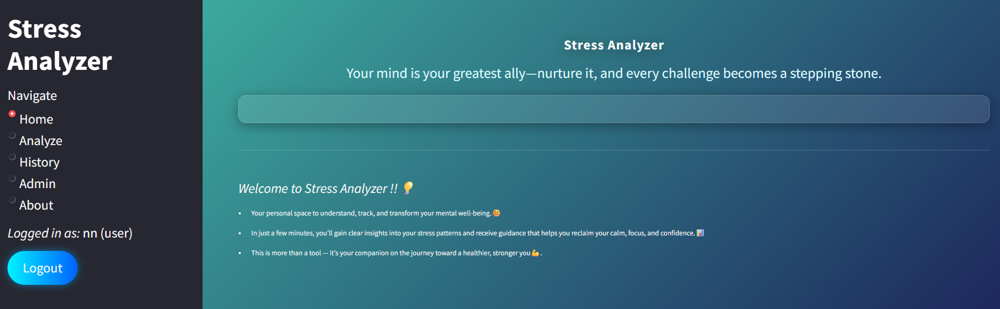 Stress
Analyzer
Navigate
Home
Analyze
History
Admin
About
Logged in as: nn (user)
Logout
Stress Analyzer
Your mind is your greatest ally—nurture it, and every challenge becomes a stepping stone.
Welcome to Stress Analyzer !! 💡
• Your personal space to understand, track, and transform your mental well-being. 😊
• In just a few minutes, you’ll gain clear insights into your stress patterns and receive guidance that helps you reclaim your calm, focus, and confidence. 📊
• This is more than a tool — it’s your companion on the journey toward a healthier, stronger you 💪 .